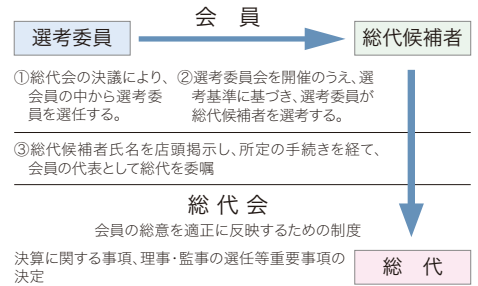 会員
選考委員
総代候補者
①総代会の決議により、
会員の中から選考委
員を選任する。
②選考委員会を開催のうえ、選
考基準に基づき、選考委員が
総代候補者を選考する。
③総代候補者氏名を店頭掲示し、所定の手続きを経て、
会員の代表として総代を委嘱
総代会
会員の総意を適正に反映するための制度
決算に関する事項、理事・監事の選任等重要事項の
決定
総代